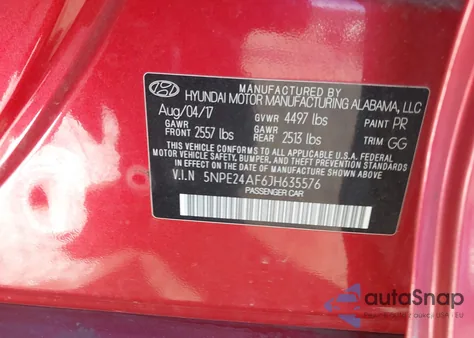 MANUFACTURED BY
HYUNDAI MOTOR MANUFACTURING ALABAMA, LLC
Aug/04/17 GVWR 4497 lbs PAINT PR
GAWR FRONT 2557 lbs GAWR REAR 2513 lbs TRIM GG
THIS VEHICLE CONFORMS TO ALL APPLICABLE U.S.A. FEDERAL
MOTOR VEHICLE SAFETY, BUMPER, AND THEFT PREVENTION STANDARDS
IN EFFECT ON THE DATE OF MANUFACTURE SHOWN ABOVE.
V.I.N 5NPE24AF6JH635576
PASSENGER CAR
autoSnap